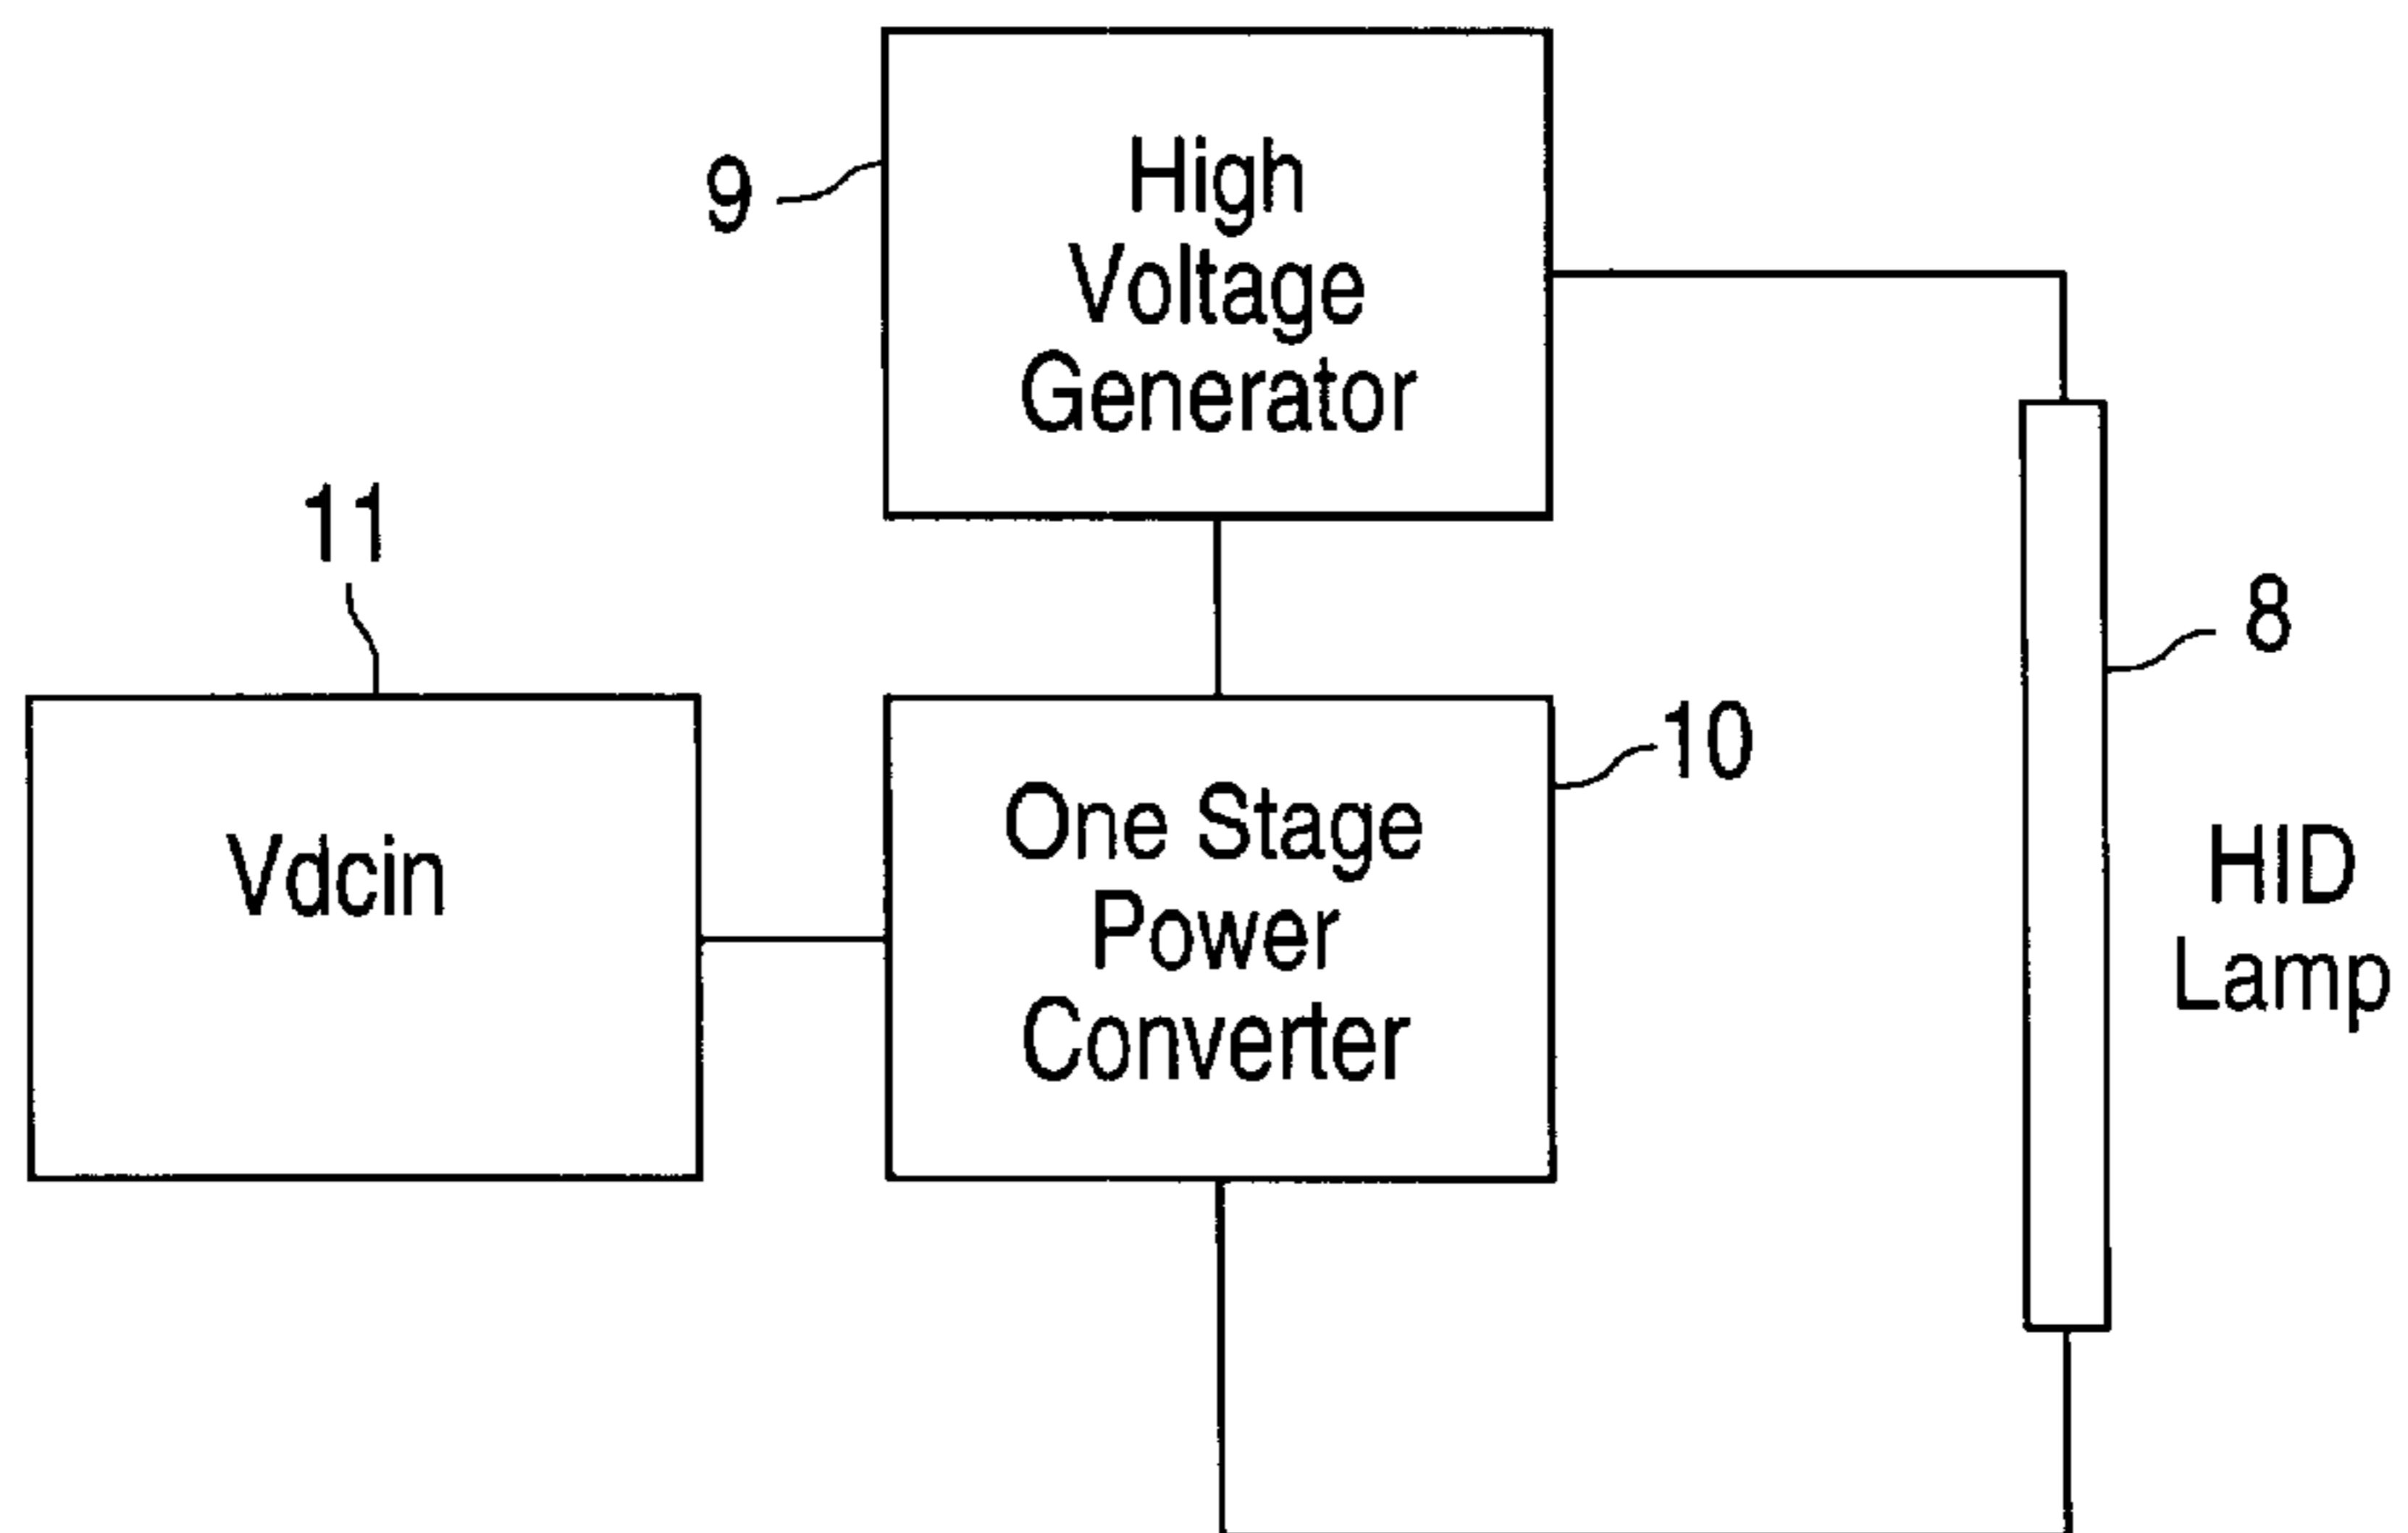 9
High
Voltage
Generator
11
8
Vdcin
10
One Stage
Power
Converter
HID
Lamp